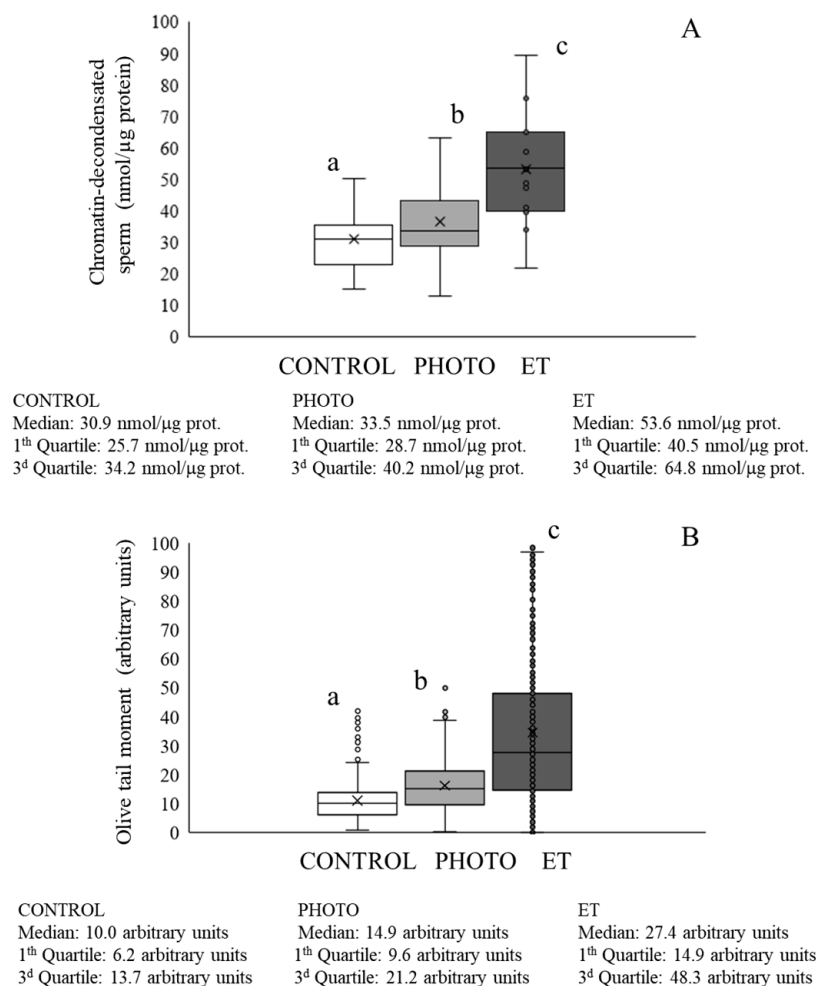 A
Chromatin-decondensated
sperm (nmol/µg protein)
100
90
80
70
60
50
40
30
20
10
0
a
b
c
CONTROL PHOTO ET
CONTROL
Median: 30.9 nmol/µg prot.
1th Quartile: 25.7 nmol/µg prot.
3d Quartile: 34.2 nmol/µg prot.
PHOTO
Median: 33.5 nmol/µg prot.
1th Quartile: 28.7 nmol/µg prot.
3d Quartile: 40.2 nmol/µg prot.
ET
Median: 53.6 nmol/µg prot.
1th Quartile: 40.5 nmol/µg prot.
3d Quartile: 64.8 nmol/µg prot.
B
Olive tail moment (arbitrary units)
100
90
80
70
60
50
40
30
20
10
0
a
b
c
CONTROL PHOTO ET
CONTROL
Median: 10.0 arbitrary units
1th Quartile: 6.2 arbitrary units
3d Quartile: 13.7 arbitrary units
PHOTO
Median: 14.9 arbitrary units
1th Quartile: 9.6 arbitrary units
3d Quartile: 21.2 arbitrary units
ET
Median: 27.4 arbitrary units
1th Quartile: 14.9 arbitrary units
3d Quartile: 48.3 arbitrary units